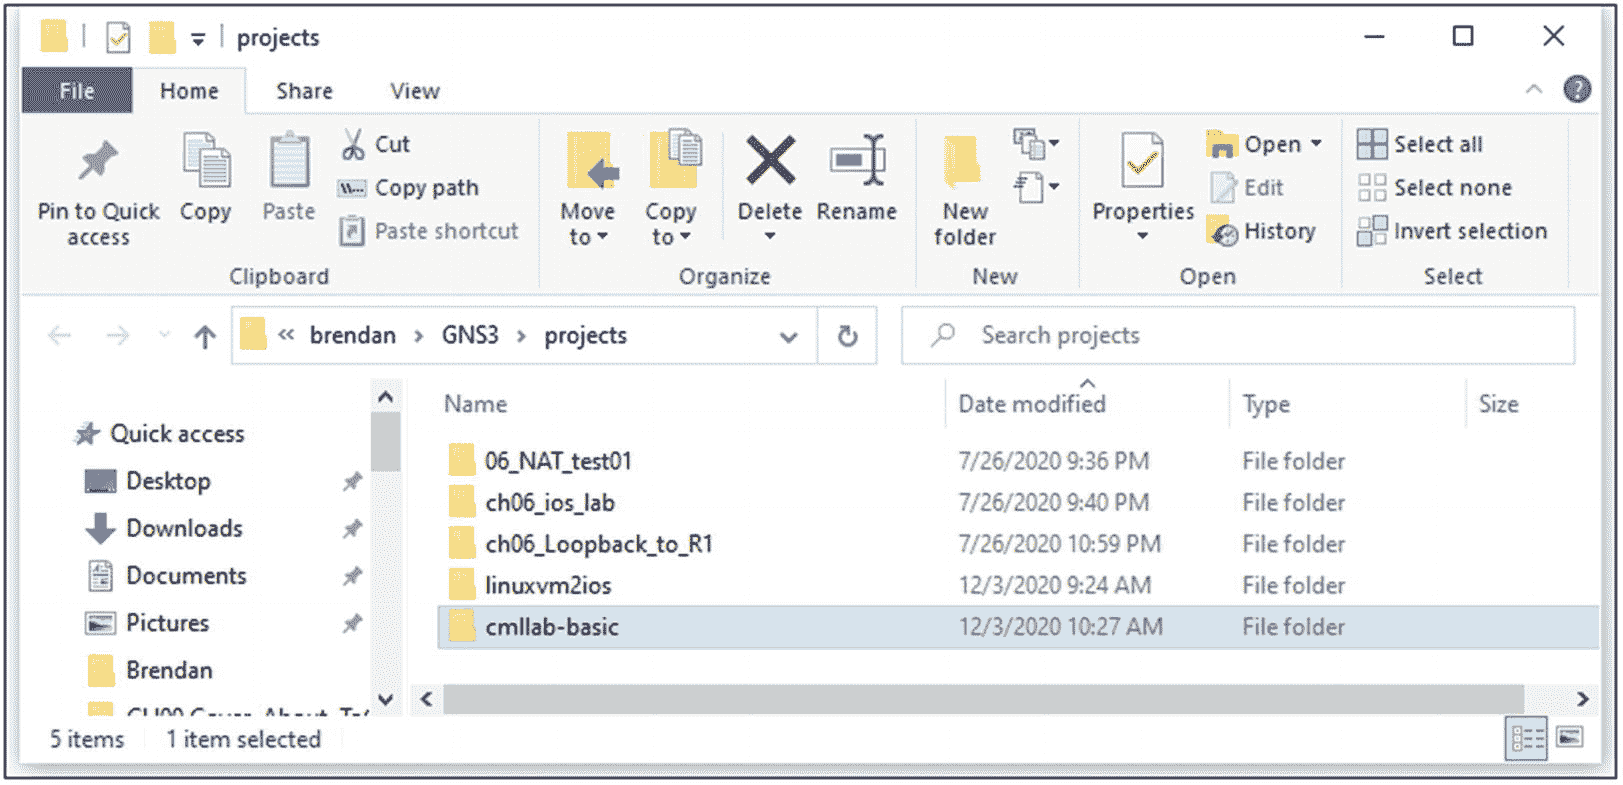 projects
File Home Share View
Cut
Copy path
Paste shortcut
Pin to Quick access
Copy
Paste
Clipboard
Move to
Copy to
Delete
Rename
Organize
New folder
New
Properties
Open
Edit
History
Open
Select all
Select none
Invert selection
Select
« brendan > GNS3 > projects
Search projects
Name Date modified Type Size
Quick access
Desktop
Downloads
Documents
Pictures
Brendan
06_NAT_test01 7/26/2020 9:36 PM File folder
ch06_ios_lab 7/26/2020 9:40 PM File folder
ch06_Loopback_to_R1 7/26/2020 10:59 PM File folder
linuxvm2ios 12/3/2020 9:24 AM File folder
cmllab-basic 12/3/2020 10:27 AM File folder
5 items 1 item selected